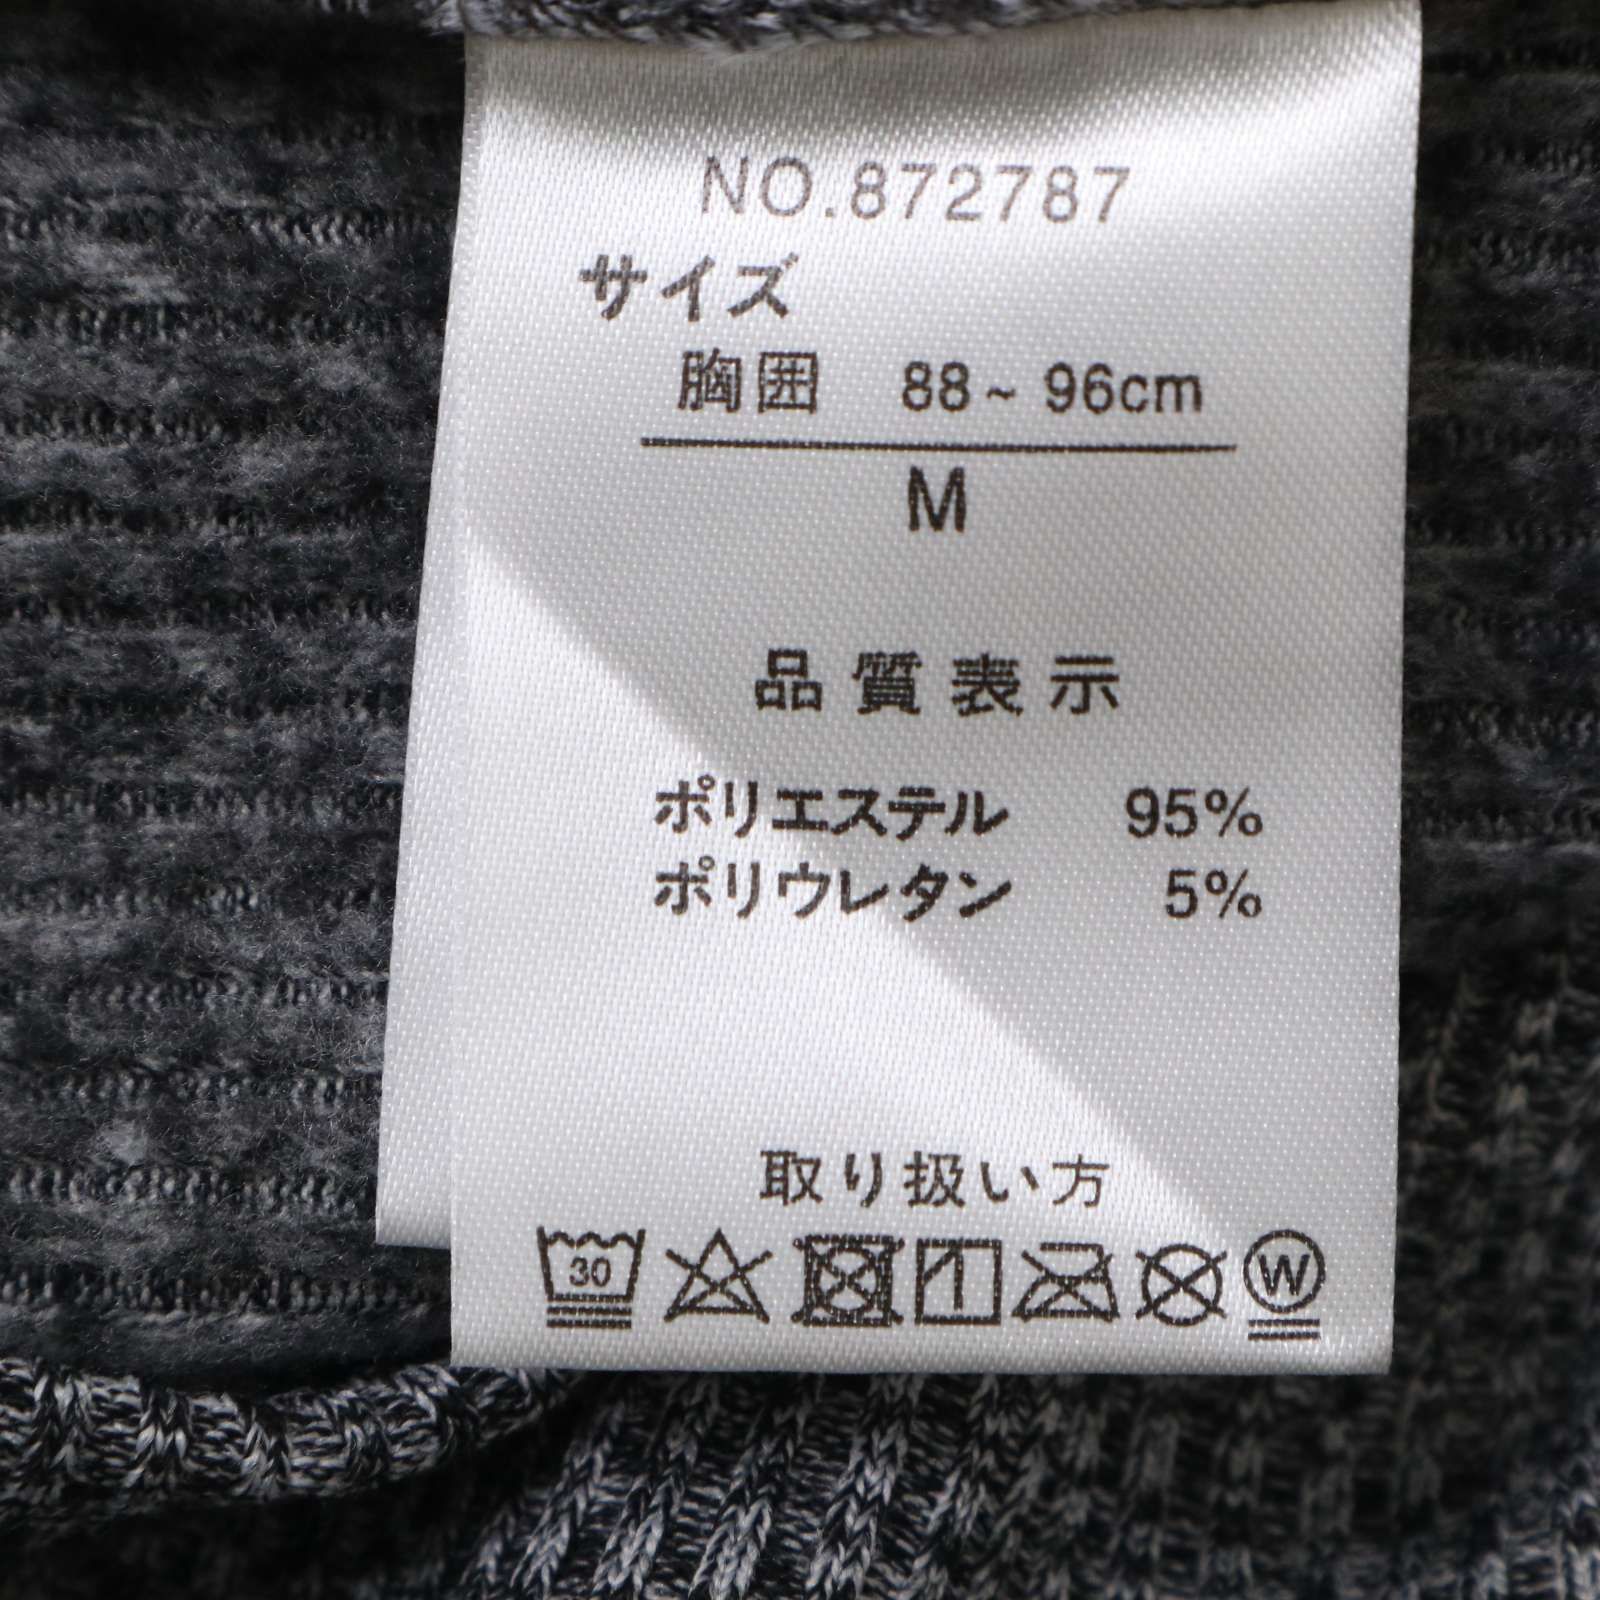 NO.872787
サイズ
胸囲 88~96cm
M
品質表示
ポリエステル 95%
ポリウレタン 5%
取り扱い方
30 W